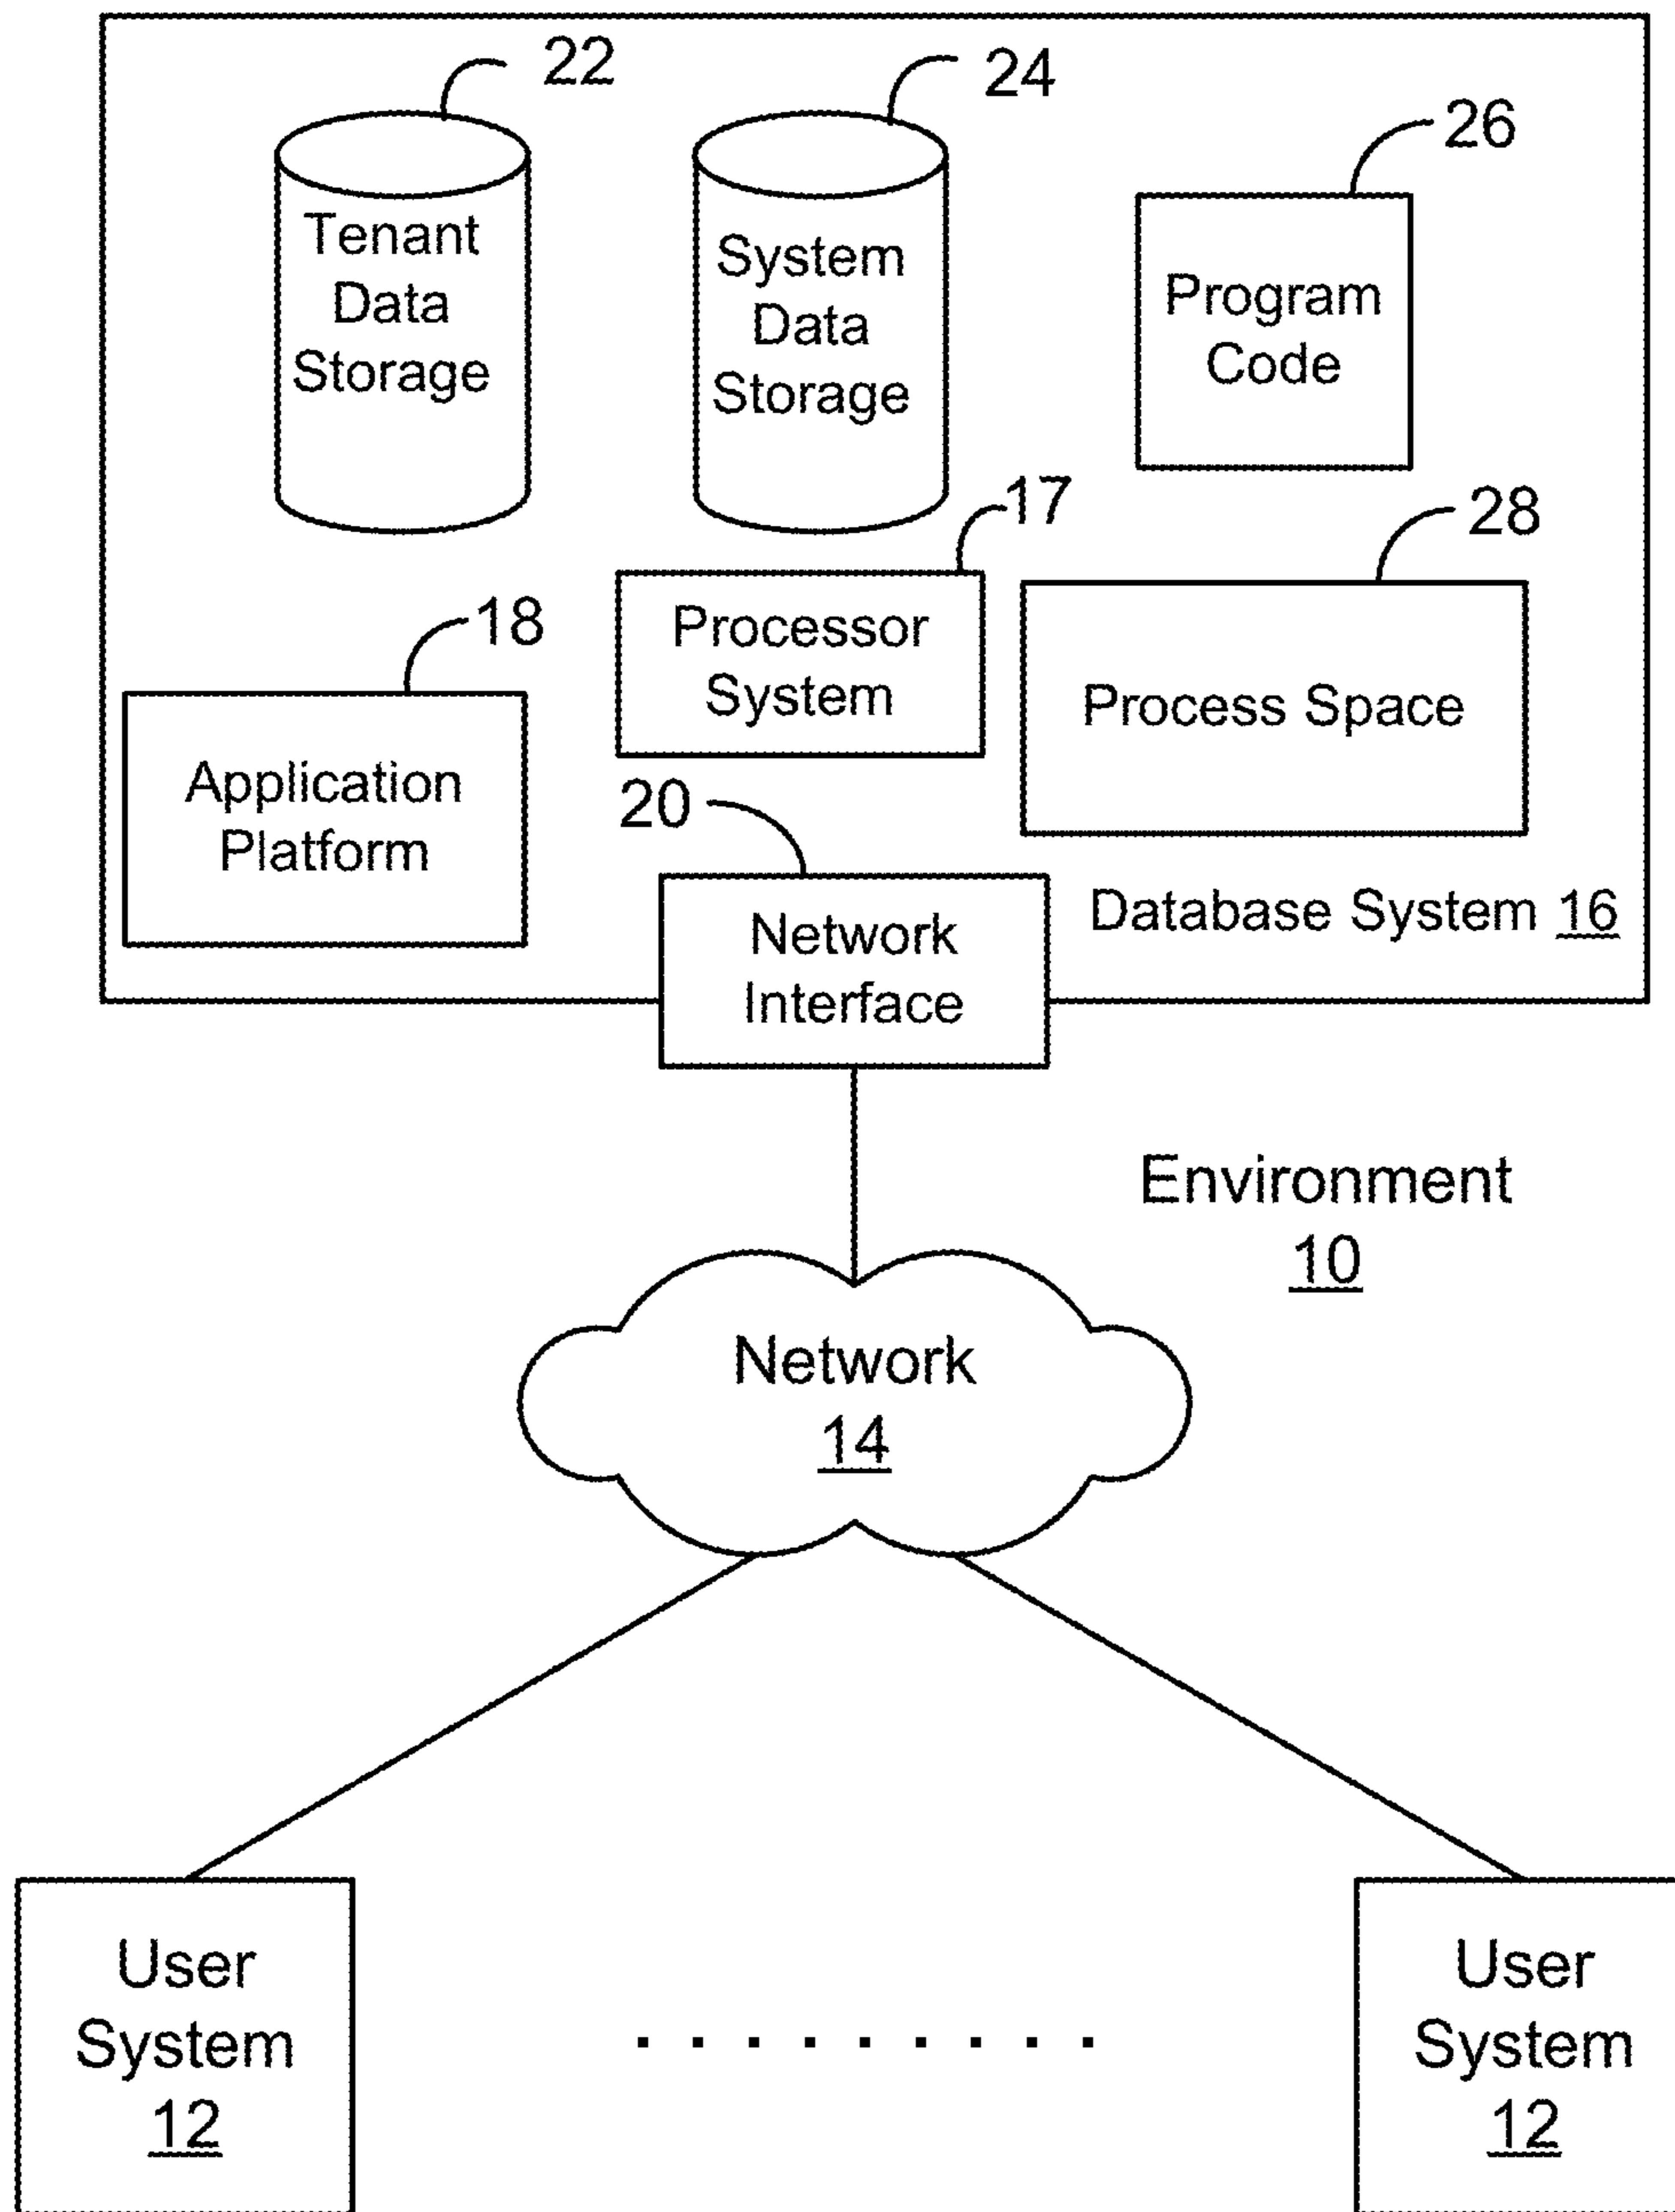 22
24
26
Tenant
Data
Storage
System
Data
Storage
Program
Code
17
28
18
Processor
System
Process Space
Application
Platform
20
Network
Interface
Database System 16
Environment
10
Network
14
User
System
12
User
System
12